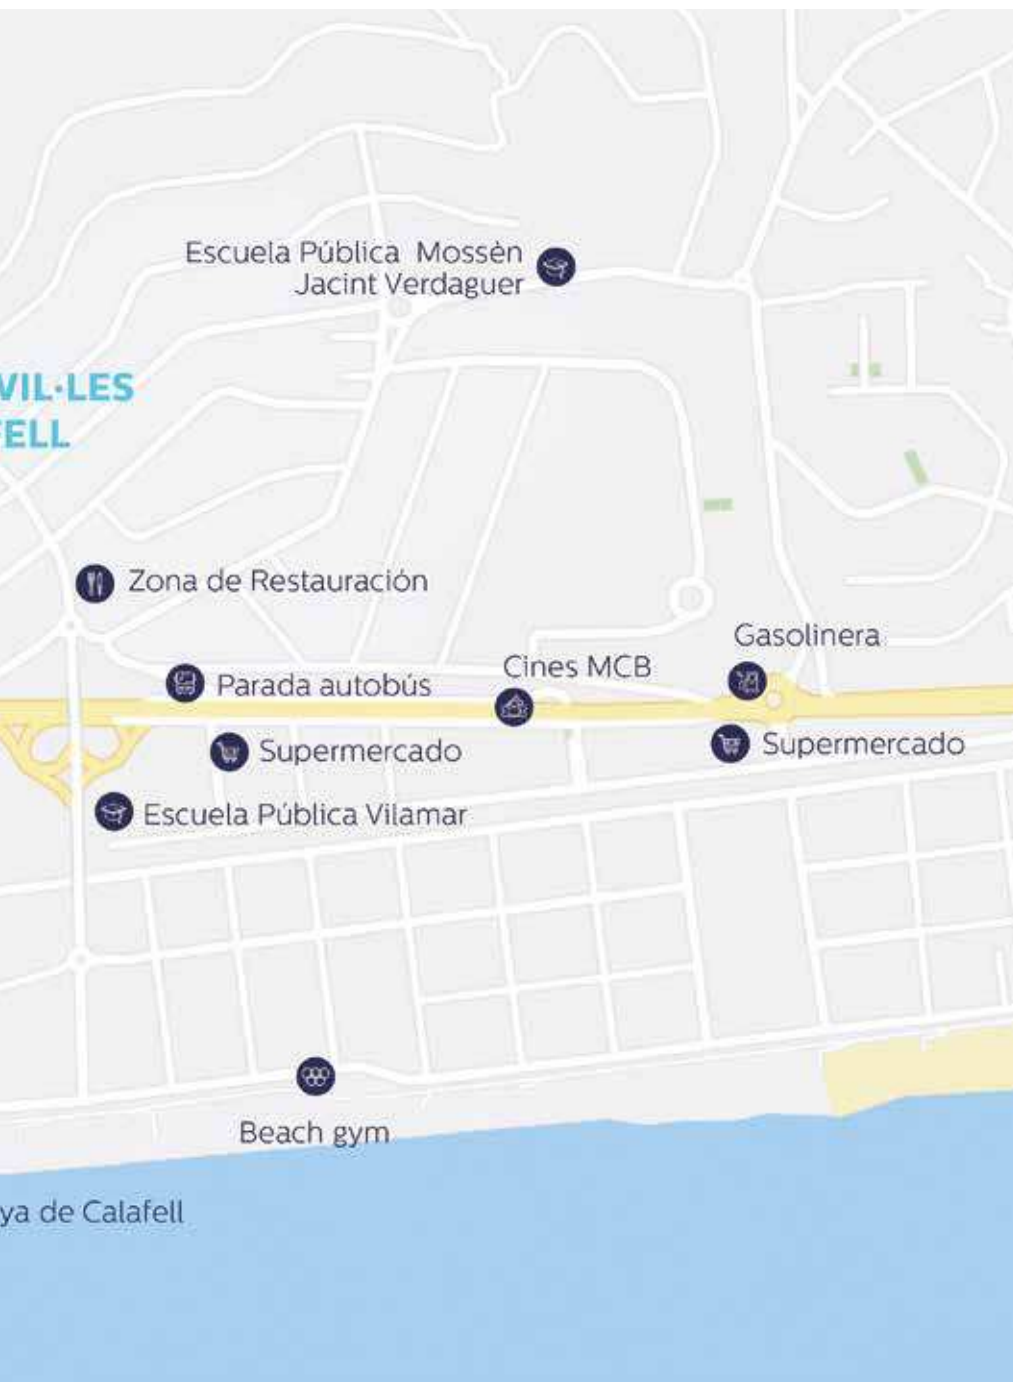 Escuela Pública Mossèn
Jacint Verdaguer
VIL·LES
FELL
Zona de Restauración
Gasolinera
Cines MCB
Parada autobús
Supermercado
Supermercado
Escuela Pública Vilamar
Beach gym
ya de Calafell